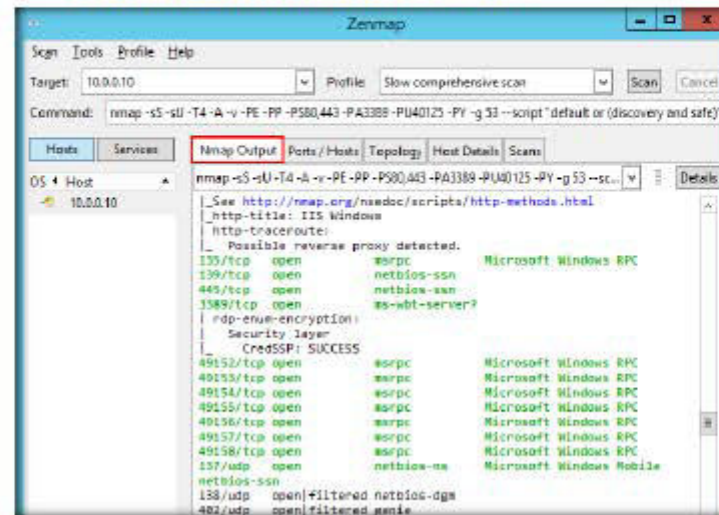 Zenmap
Scan Tools Profile Help
Target: 10.0.0.10 Profile: Slow comprehensive scan Scan Cancel
Command: nmap -sS -sU -T4 -A -v -PE -PP -PS80,443 -PA3389 -PU40125 -PY -g 53 --script "default or (discovery and safe)"
Hosts Services Nmap Output Ports / Hosts Topology Host Details Scans
OS Host
10.0.0.10
nmap -sS -sU -T4 -A -v -PE -PP -PS80,443 -PA3389 -PU40125 -PY -g 53 --sc... Details
|_See http://nmap.org/nsedoc/scripts/http-methods.html
|_http-title: IIS Windows
| http-traceroute:
|_  Possible reverse proxy detected.
135/tcp open msrpc Microsoft Windows RPC
139/tcp open netbios-ssn
445/tcp open netbios-ssn
3389/tcp open ms-wbt-server?
| rdp-enum-encryption:
|   Security layer
|_    CredSSP: SUCCESS
49152/tcp open msrpc Microsoft Windows RPC
49153/tcp open msrpc Microsoft Windows RPC
49154/tcp open msrpc Microsoft Windows RPC
49155/tcp open msrpc Microsoft Windows RPC
49156/tcp open msrpc Microsoft Windows RPC
49157/tcp open msrpc Microsoft Windows RPC
49158/tcp open msrpc Microsoft Windows RPC
137/udp open netbios-ns Microsoft Windows Mobile
netbios-ssn
138/udp open|filtered netbios-dgm
402/udp open|filtered genie